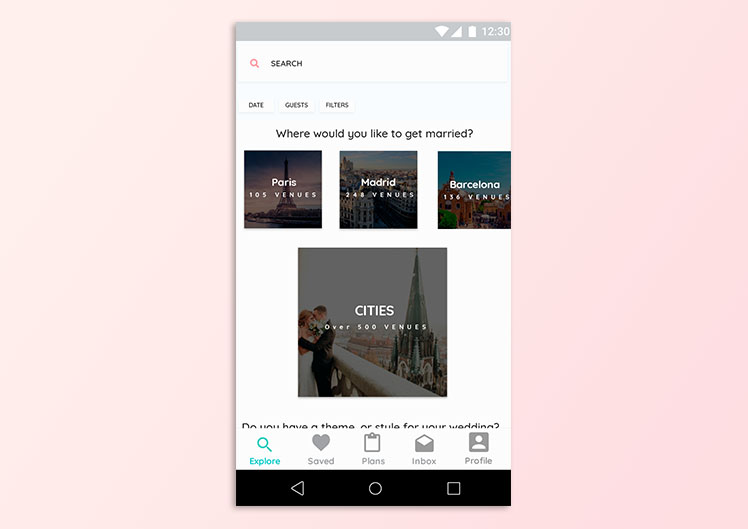 12:30
SEARCH
DATE GUESTS FILTERS
Where would you like to get married?
Paris
105 VENUES
Madrid
248 VENUES
Barcelona
136 VENUES
CITIES
Over 500 VENUES
Do you have a theme, or style for your wedding?
Explore Saved Plans Inbox Profile